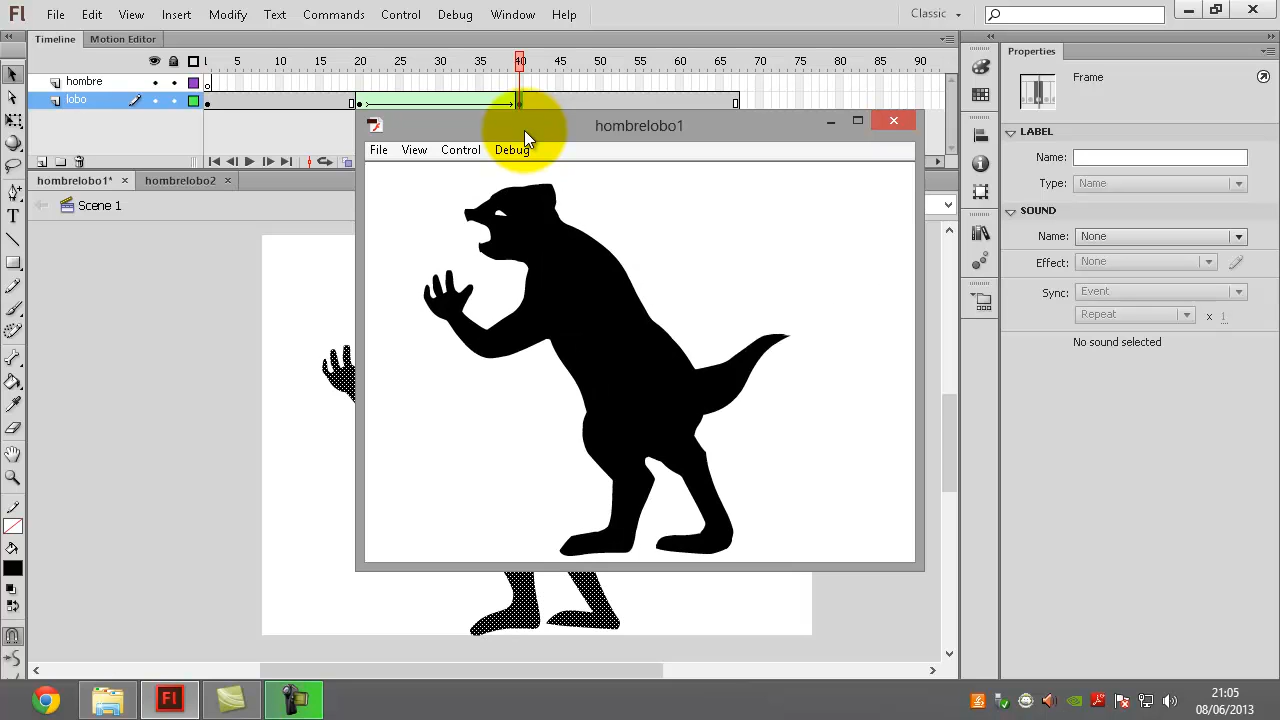 Fl File Edit View Insert Modify Text Commands Control Debug Window Help Classic
Timeline Motion Editor
Properties
1 5 10 15 20 25 30 35 40 45 50 55 60 65 70 75 80 85 90
hombre
lobo
Frame
hombrelobo1
File View Control Debug
LABEL
Name:
Type: Name
hombrelobo1* × hombrelobo2 ×
Scene 1
SOUND
Name: None
Effect: None
Sync: Event
Repeat x 1
No sound selected
T
Fl
21:05
08/06/2013